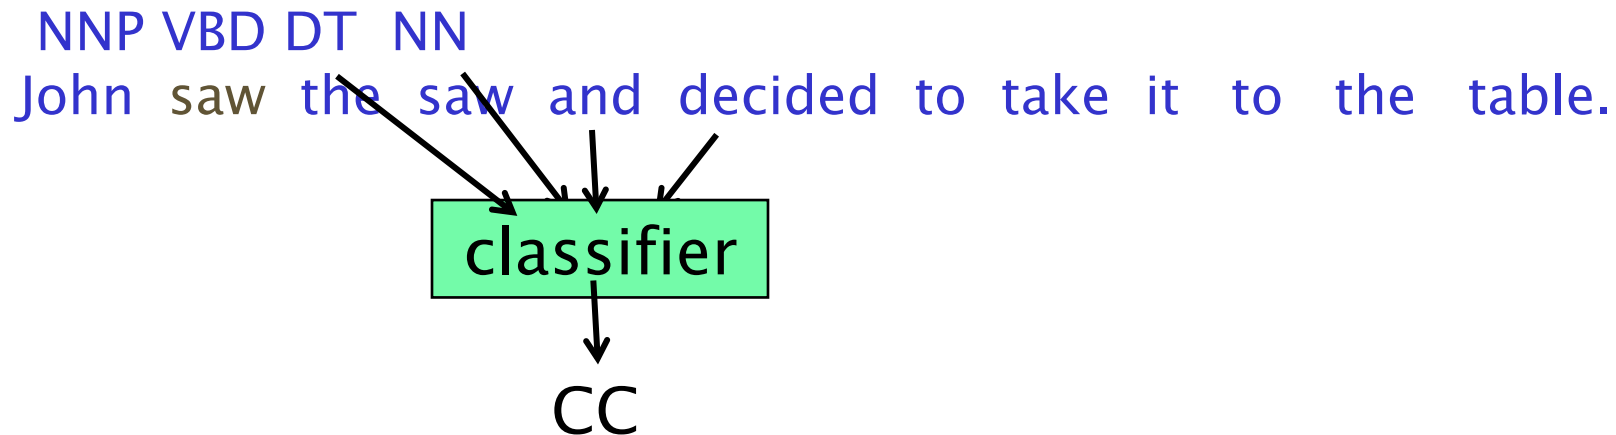 NNP VBD DT NN
John saw the saw and decided to take it to the table.
classifier
CC